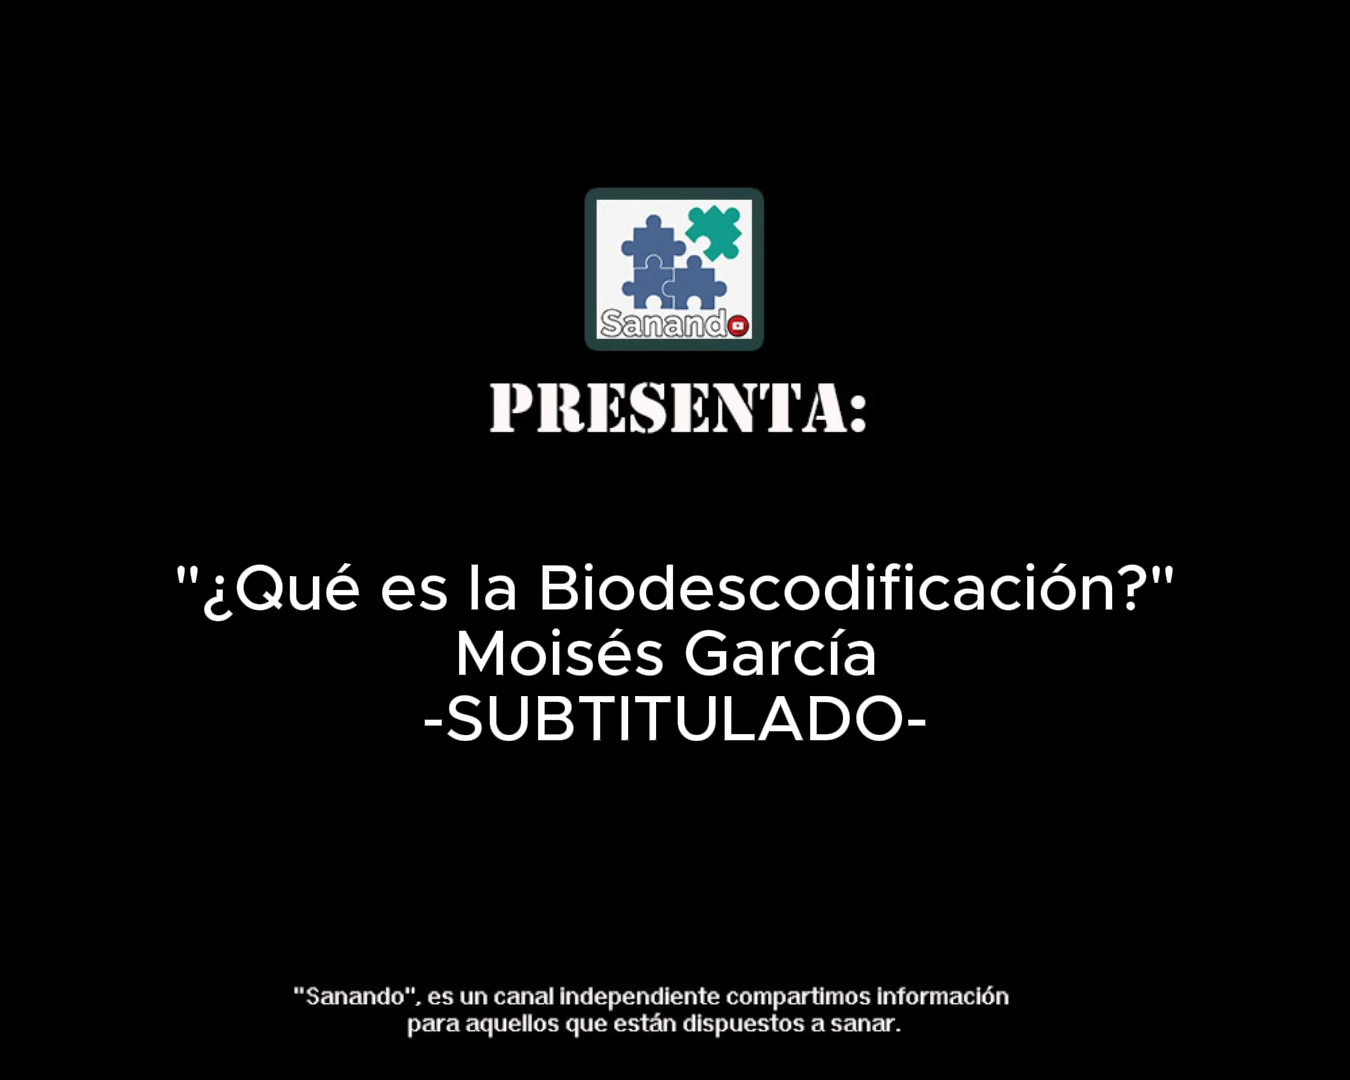 Sanando
PRESENTA:
"¿Qué es la Biodescodificación?"
Moisés García
-SUBTITULADO-
"Sanando", es un canal independiente compartimos información
para aquellos que están dispuestos a sanar.